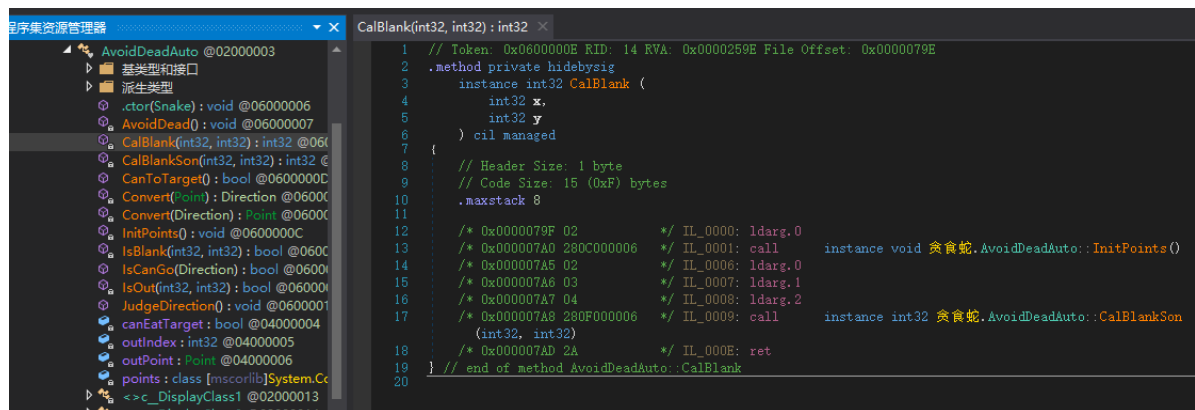 程序集资源管理器
AvoidDeadAuto @02000003
基类型和接口
派生类型
.ctor(Snake) : void @06000006
AvoidDead() : void @06000007
CalBlank(int32, int32) : int32 @060
CalBlankSon(int32, int32) : int32 @
CanToTarget() : bool @0600000D
Convert(Point) : Direction @06000
Convert(Direction) : Point @06000
InitPoints() : void @0600000C
IsBlank(int32, int32) : bool @0600
IsCanGo(Direction) : bool @06000
IsOut(int32, int32) : bool @060000
JudgeDirection() : void @06000001
canEatTarget : bool @04000004
outIndex : int32 @04000005
outPoint : Point @04000006
points : class [mscorlib]System.Co
<>c__DisplayClass1 @02000013
CalBlank(int32, int32) : int32 ×
1 // Token: 0x0600000E RID: 14 RVA: 0x0000259E File Offset: 0x0000079E
2 .method private hidebysig
3 instance int32 CalBlank (
4 int32 x,
5 int32 y
6 ) cil managed
7 {
8 // Header Size: 1 byte
9 // Code Size: 15 (0xF) bytes
10 .maxstack 8
11
12 /* 0x0000079F 02 */ IL_0000: ldarg.0
13 /* 0x000007A0 280C000006 */ IL_0001: call instance void 贪食蛇.AvoidDeadAuto::InitPoints()
14 /* 0x000007A5 02 */ IL_0006: ldarg.0
15 /* 0x000007A6 03 */ IL_0007: ldarg.1
16 /* 0x000007A7 04 */ IL_0008: ldarg.2
17 /* 0x000007A8 280F000006 */ IL_0009: call instance int32 贪食蛇.AvoidDeadAuto::CalBlankSon
(int32, int32)
18 /* 0x000007AD 2A */ IL_000E: ret
19 } // end of method AvoidDeadAuto::CalBlank
20